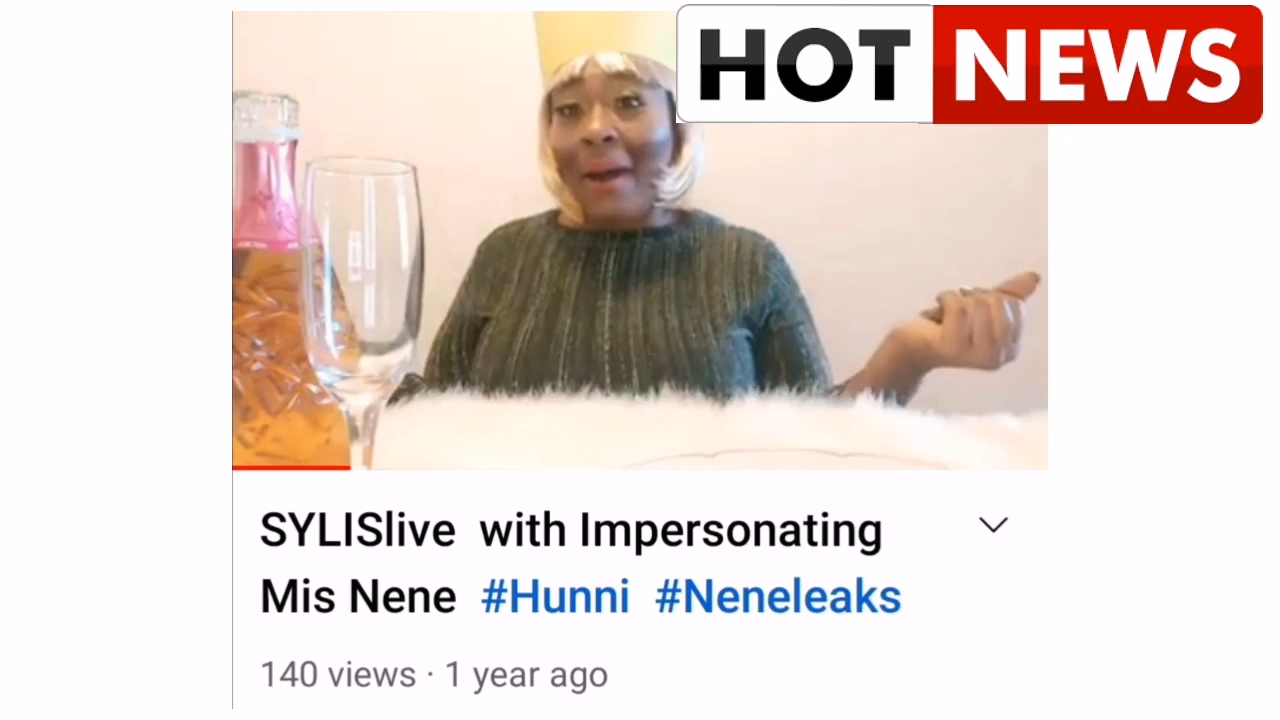 HOT NEWS
SYLISlive with Impersonating
Mis Nene #Hunni #Neneleaks
140 views · 1 year ago